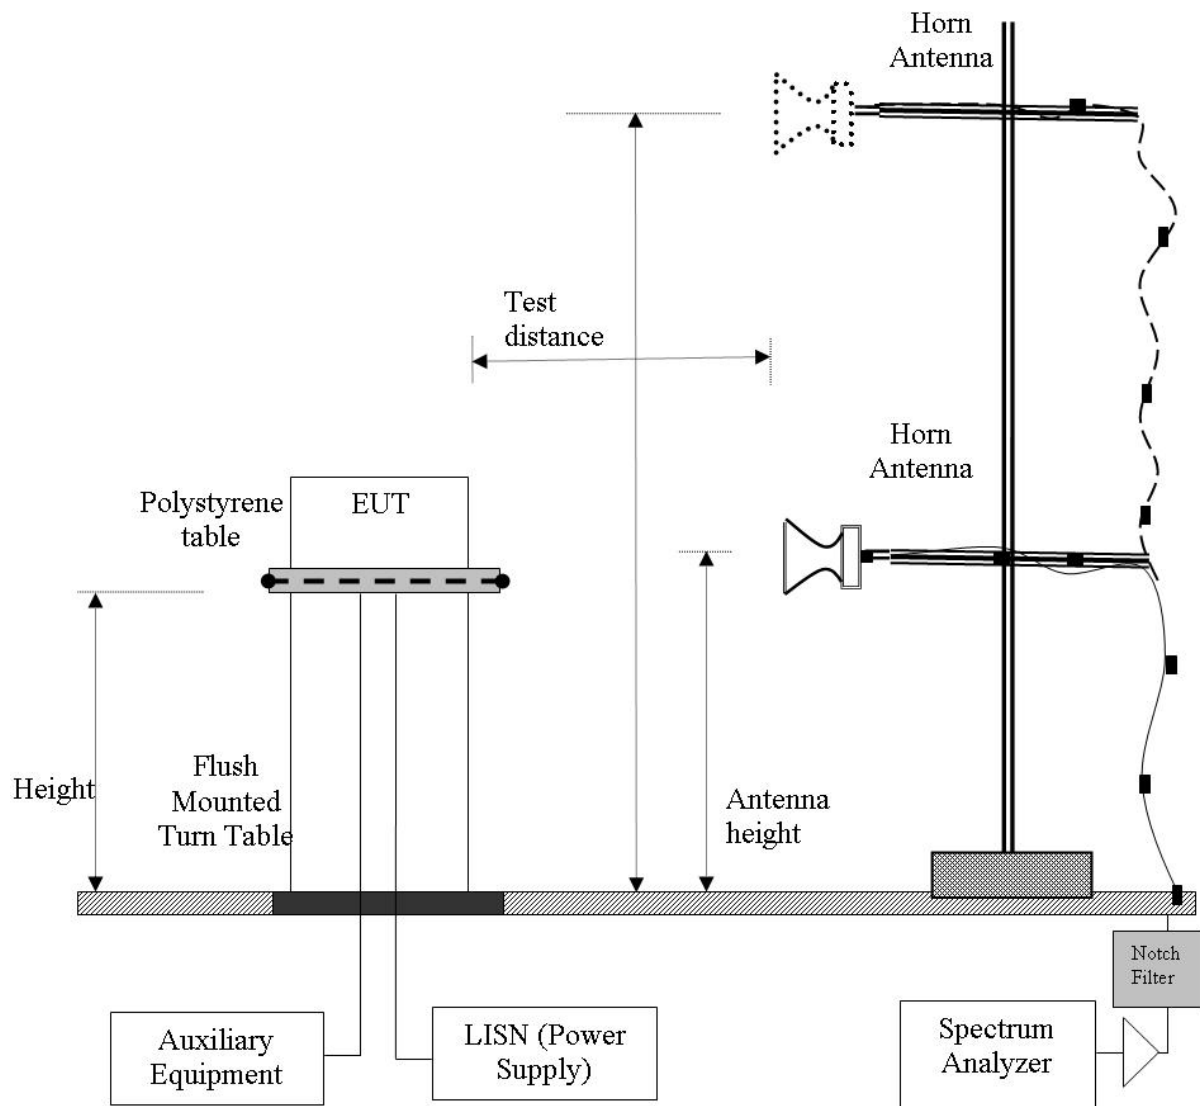 Horn
Antenna
Test
distance
Horn
Antenna
Polystyrene
table
EUT
Height
Flush
Mounted
Turn Table
Antenna
height
Notch
Filter
Auxiliary
Equipment
LISN (Power
Supply)
Spectrum
Analyzer